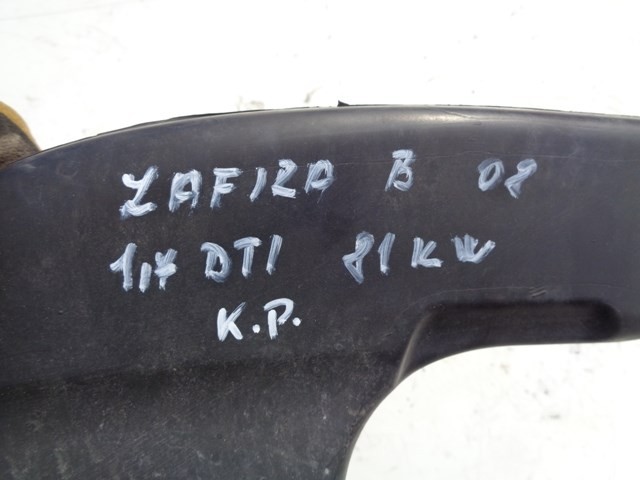 ZAFIRA B 08
1,7 DTI 81 KW
K.P.